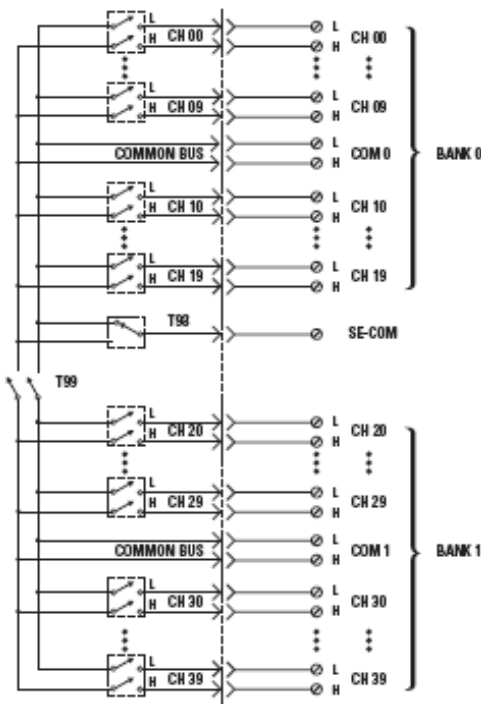 L L
H CH 00 H CH 00
L L
H CH 09 H CH 09
L
COMMON BUS COM 0 BANK 0
H
L L
H CH 10 H CH 10
L L
H CH 19 H CH 19
T98
SE-COM
T99
L L
H CH 20 H CH 20
L L
H CH 29 H CH 29
L
COMMON BUS COM 1 BANK 1
H
L L
H CH 30 H CH 30
L L
H CH 39 H CH 39